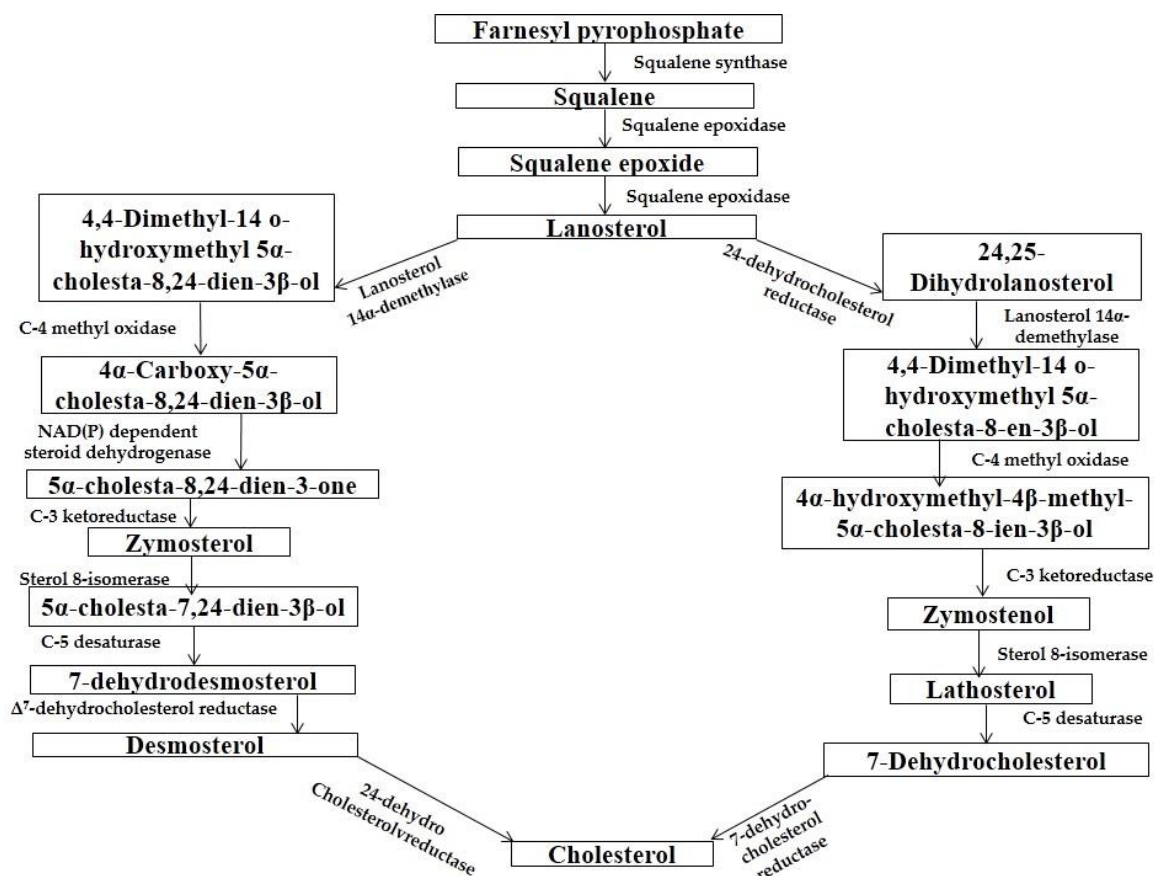 Farnesyl pyrophosphate
Squalene synthase
Squalene
Squalene epoxidase
Squalene epoxide
Squalene epoxidase
Lanosterol
Lanosterol
14α-demethylase
4,4-Dimethyl-14 o-
hydroxymethyl 5α-
cholesta-8,24-dien-3β-ol
C-4 methyl oxidase
4α-Carboxy-5α-
cholesta-8,24-dien-3β-ol
NAD(P) dependent
steroid dehydrogenase
5α-cholesta-8,24-dien-3-one
C-3 ketoreductase
Zymosterol
Sterol 8-isomerase
5α-cholesta-7,24-dien-3β-ol
C-5 desaturase
7-dehydrodesmosterol
Δ⁷-dehydrocholesterol reductase
Desmosterol
24-dehydro
Cholesterolvreductase
24-dehydrocholesterol
reductase
24,25-
Dihydrolanosterol
Lanosterol 14α-
demethylase
4,4-Dimethyl-14 o-
hydroxymethyl 5α-
cholesta-8-en-3β-ol
C-4 methyl oxidase
4α-hydroxymethyl-4β-methyl-
5α-cholesta-8-ien-3β-ol
C-3 ketoreductase
Zymostenol
Sterol 8-isomerase
Lathosterol
C-5 desaturase
7-Dehydrocholesterol
7-dehydro-
cholesterol
reductase
Cholesterol